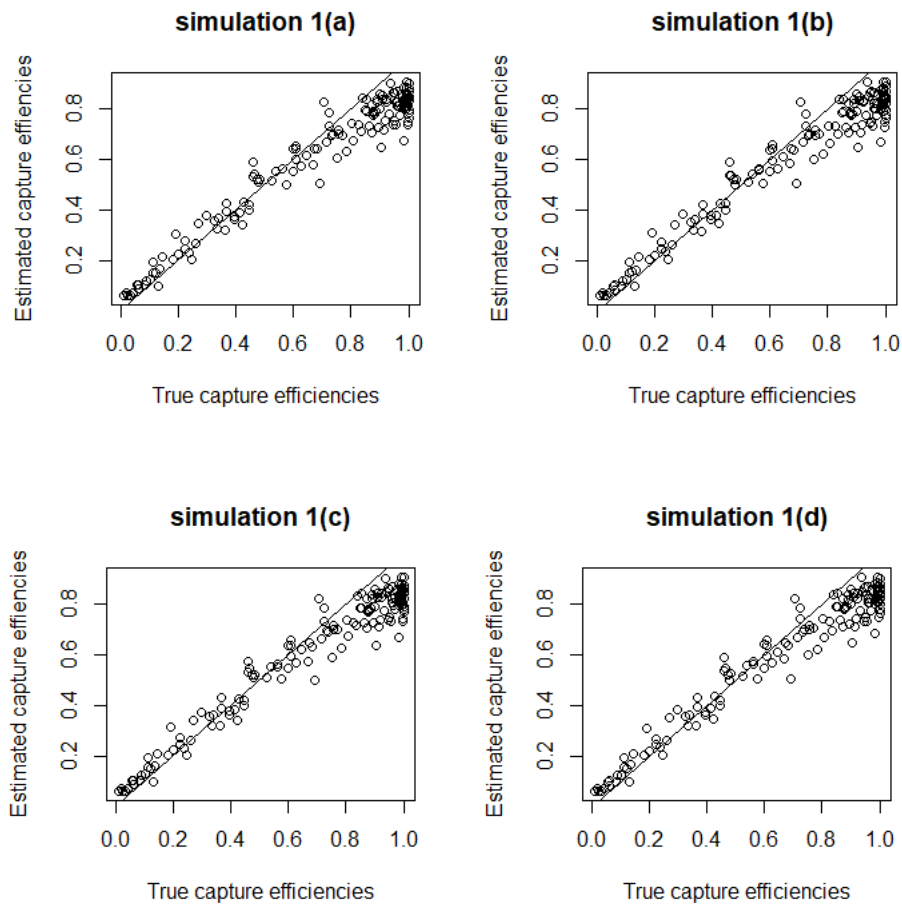 simulation 1(a)
Estimated capture effiencies
0.2 0.4 0.6 0.8
0.0 0.2 0.4 0.6 0.8 1.0
True capture efficiencies
simulation 1(b)
Estimated capture effiencies
0.2 0.4 0.6 0.8
0.0 0.2 0.4 0.6 0.8 1.0
True capture efficiencies
simulation 1(c)
Estimated capture effiencies
0.2 0.4 0.6 0.8
0.0 0.2 0.4 0.6 0.8 1.0
True capture efficiencies
simulation 1(d)
Estimated capture effiencies
0.2 0.4 0.6 0.8
0.0 0.2 0.4 0.6 0.8 1.0
True capture efficiencies